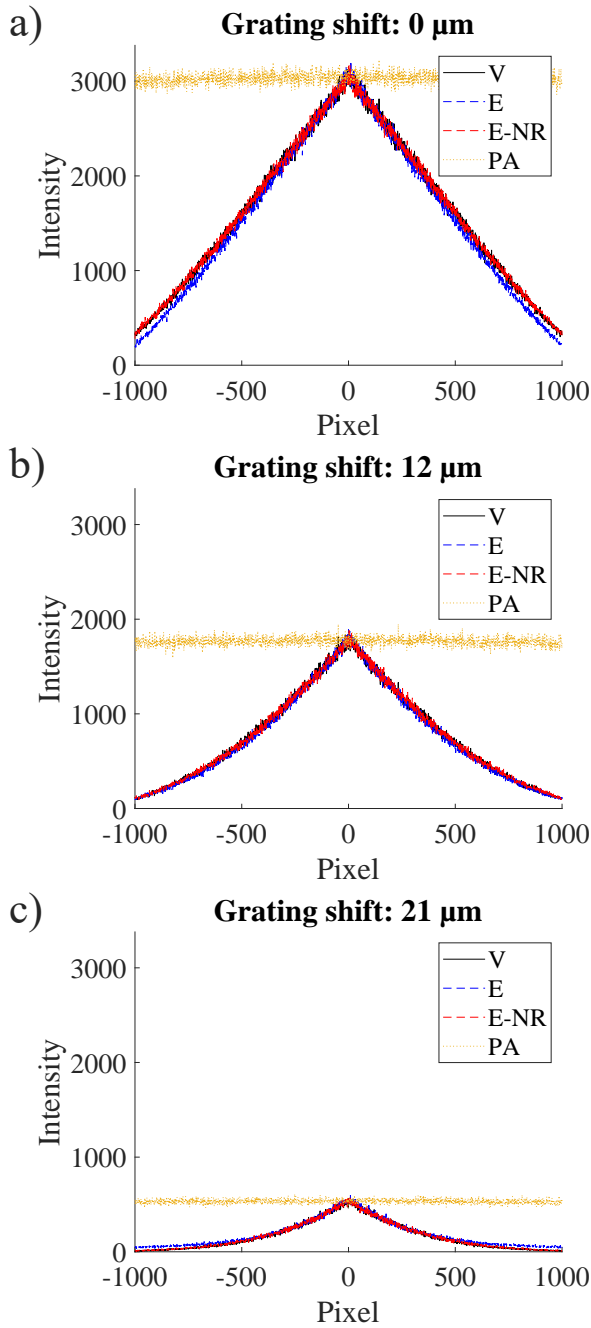 a)
Grating shift: 0 µm
Intensity
3000
2000
1000
0
-1000 -500 0 500 1000
Pixel
V
E
E-NR
PA
b)
Grating shift: 12 µm
Intensity
3000
2000
1000
0
-1000 -500 0 500 1000
Pixel
V
E
E-NR
PA
c)
Grating shift: 21 µm
Intensity
3000
2000
1000
0
-1000 -500 0 500 1000
Pixel
V
E
E-NR
PA